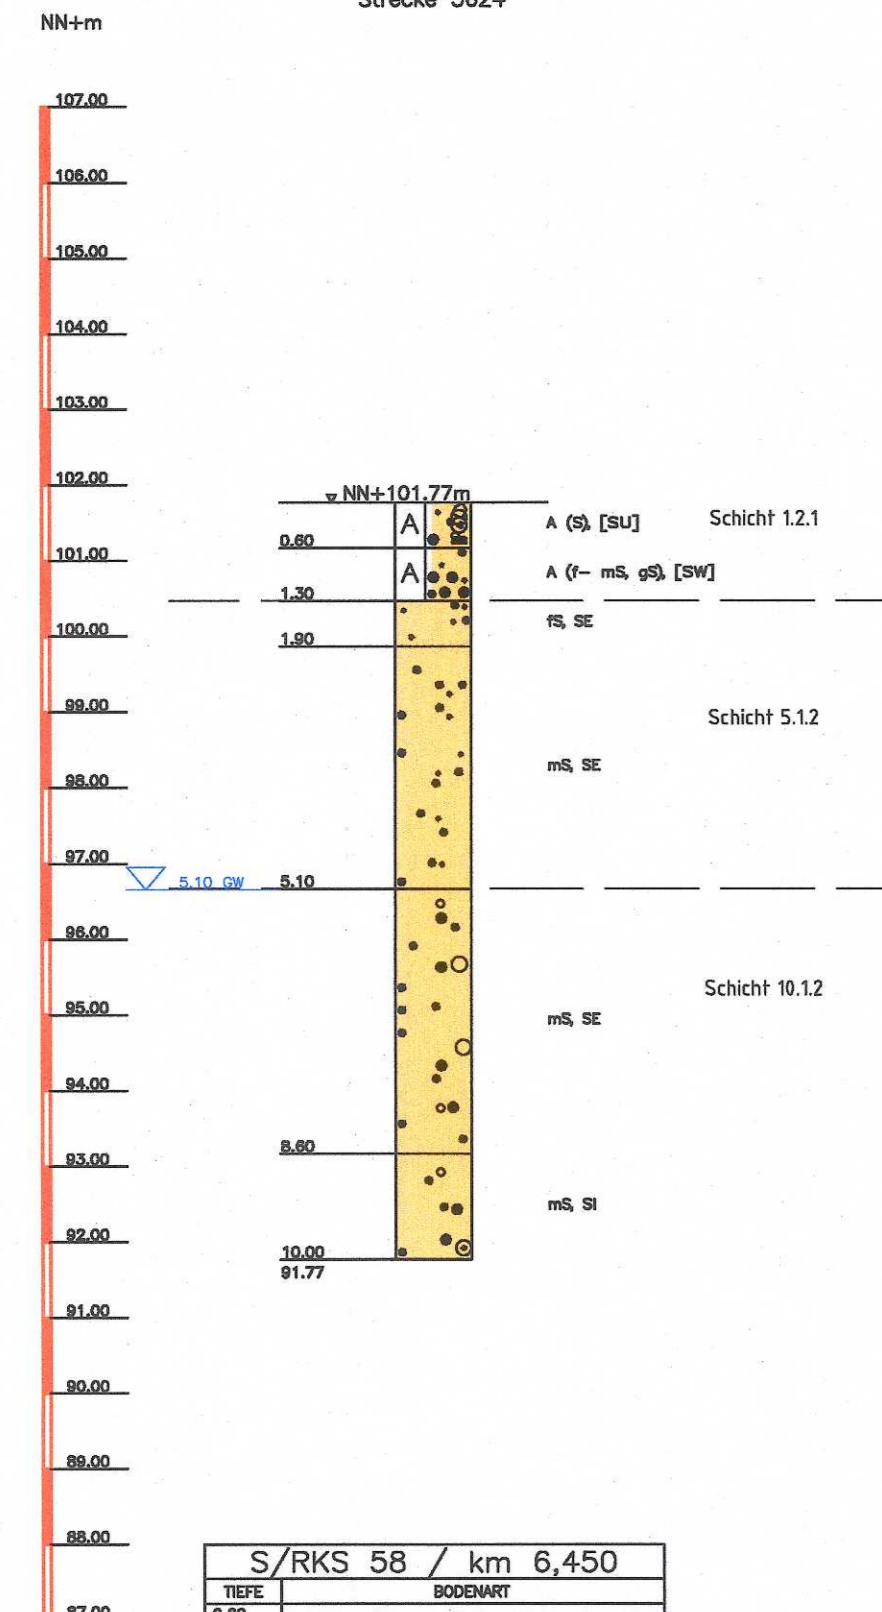 Strecke 5624
NN+m
107.00
106.00
105.00
104.00
103.00
102.00
NN+101.77m
A
A (S), [SU]
Schicht 1.2.1
0.60
101.00
A
A (f– mS, gS), [SW]
1.30
fS, SE
100.00
1.90
99.00
Schicht 5.1.2
mS, SE
98.00
97.00
5.10 GW
5.10
96.00
Schicht 10.1.2
95.00
mS, SE
94.00
8.60
93.00
mS, SI
92.00
10.00
91.77
91.00
90.00
89.00
88.00
S/RKS 58 / km 6,450
TIEFE BODENART